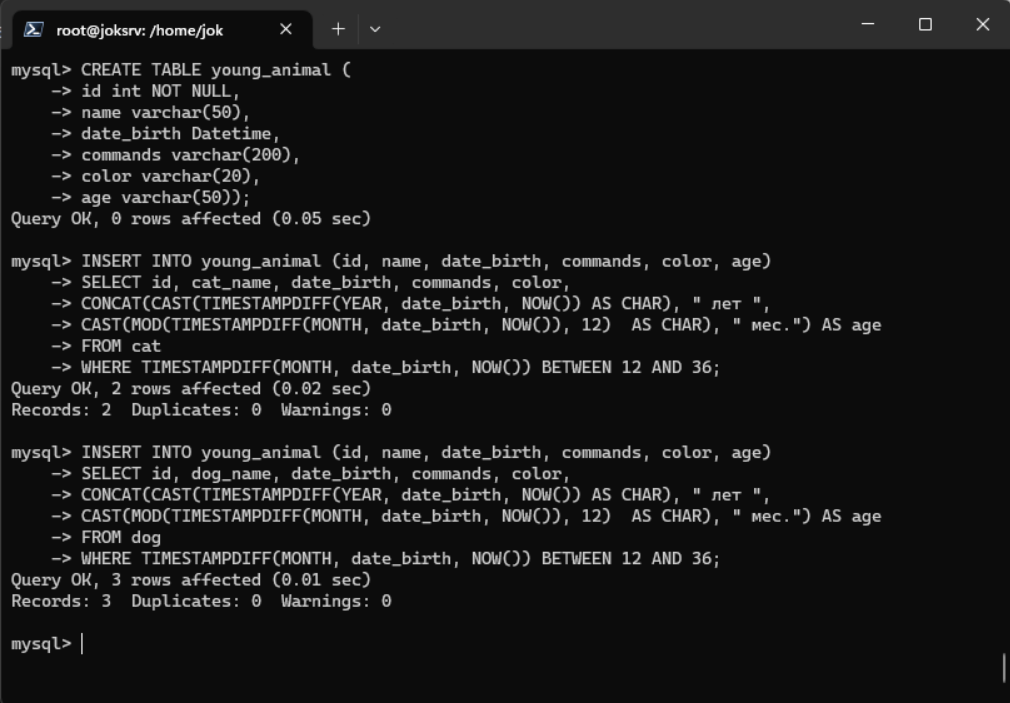 root@joksrv: /home/jok
mysql> CREATE TABLE young_animal (
    -> id int NOT NULL,
    -> name varchar(50),
    -> date_birth Datetime,
    -> commands varchar(200),
    -> color varchar(20),
    -> age varchar(50));
Query OK, 0 rows affected (0.05 sec)

mysql> INSERT INTO young_animal (id, name, date_birth, commands, color, age)
    -> SELECT id, cat_name, date_birth, commands, color,
    -> CONCAT(CAST(TIMESTAMPDIFF(YEAR, date_birth, NOW()) AS CHAR), " лет ",
    -> CAST(MOD(TIMESTAMPDIFF(MONTH, date_birth, NOW()), 12)  AS CHAR), " мес.") AS age
    -> FROM cat
    -> WHERE TIMESTAMPDIFF(MONTH, date_birth, NOW()) BETWEEN 12 AND 36;
Query OK, 2 rows affected (0.02 sec)
Records: 2  Duplicates: 0  Warnings: 0

mysql> INSERT INTO young_animal (id, name, date_birth, commands, color, age)
    -> SELECT id, dog_name, date_birth, commands, color,
    -> CONCAT(CAST(TIMESTAMPDIFF(YEAR, date_birth, NOW()) AS CHAR), " лет ",
    -> CAST(MOD(TIMESTAMPDIFF(MONTH, date_birth, NOW()), 12)  AS CHAR), " мес.") AS age
    -> FROM dog
    -> WHERE TIMESTAMPDIFF(MONTH, date_birth, NOW()) BETWEEN 12 AND 36;
Query OK, 3 rows affected (0.01 sec)
Records: 3  Duplicates: 0  Warnings: 0

mysql>